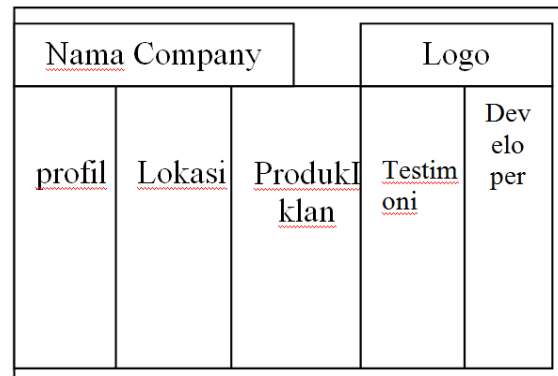 Nama Company
Logo
profil
Lokasi
ProdukI
klan
Testim
oni
Dev
elo
per